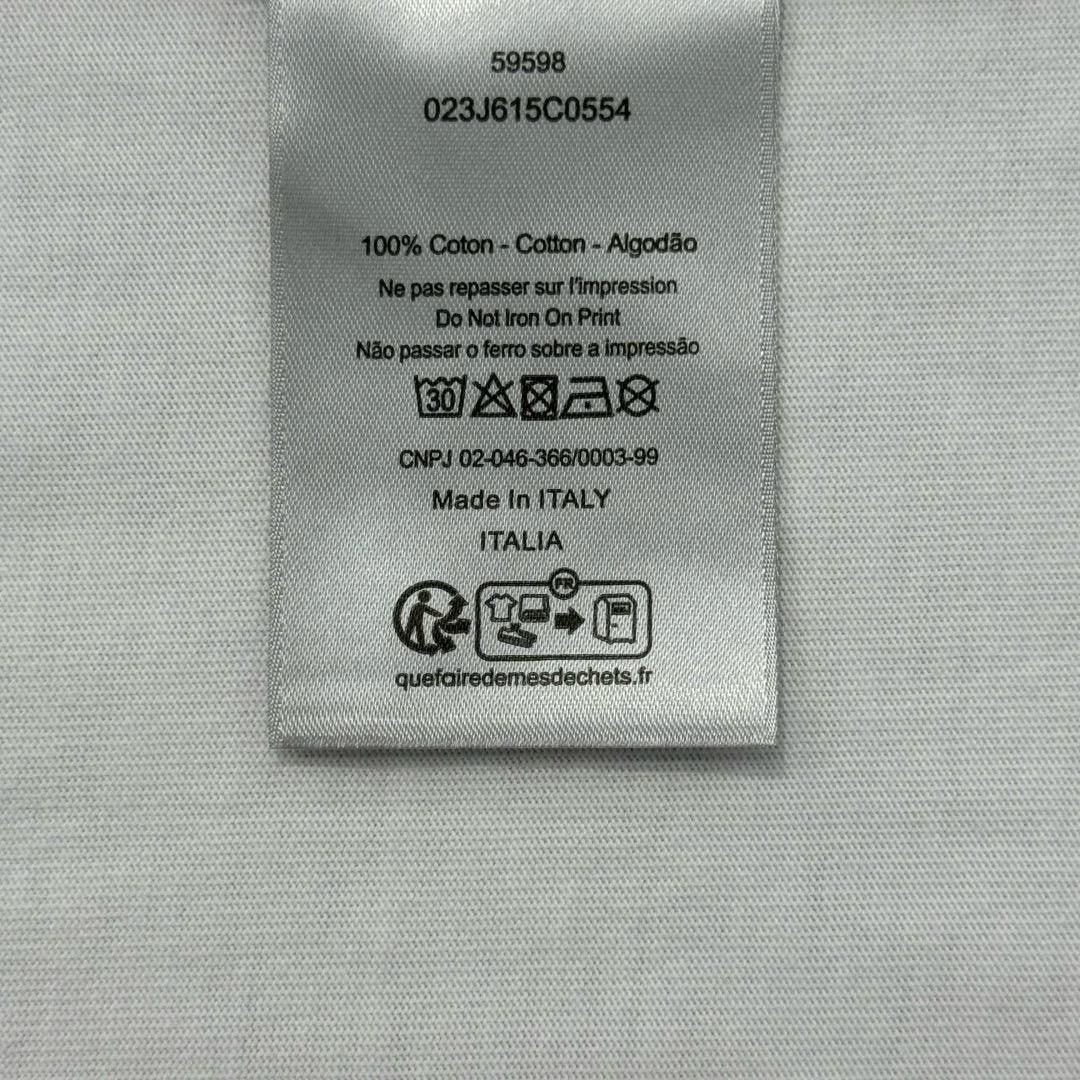 59598
023J615C0554
100% Coton - Cotton - Algodão
Ne pas repasser sur l'impression
Do Not Iron On Print
Não passar o ferro sobre a impressão
30
CNPJ 02-046-366/0003-99
Made In ITALY
ITALIA
FR
quefairedemesdechets.fr